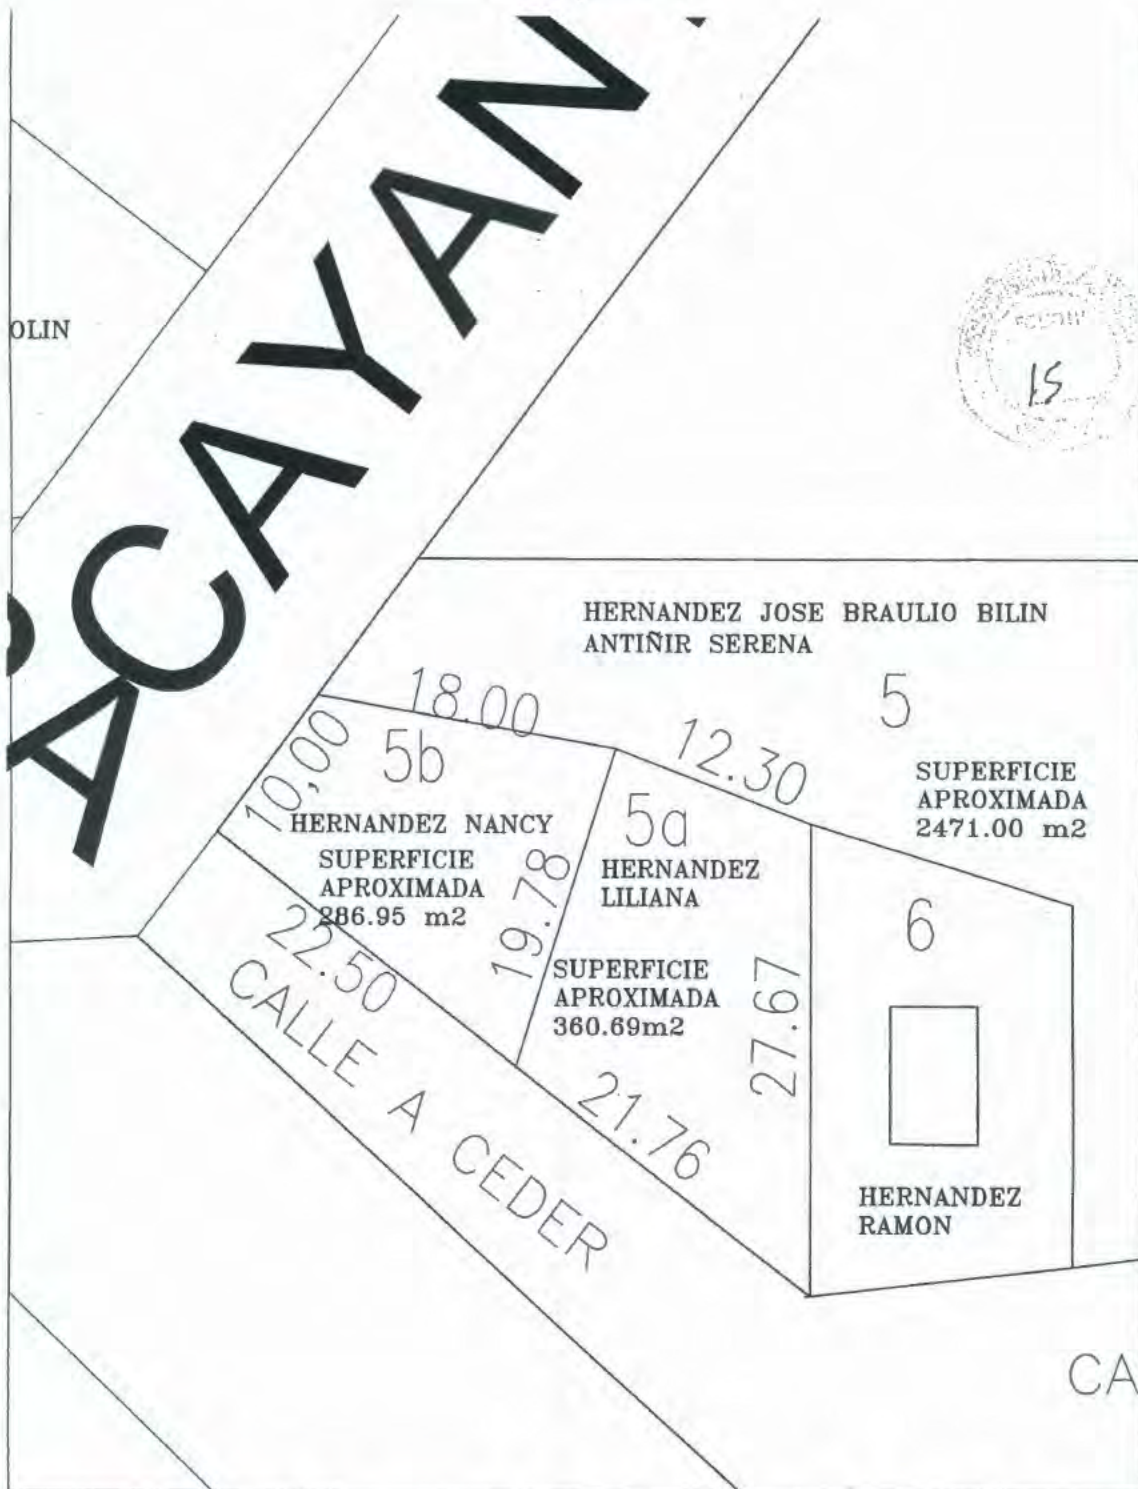 ACAYAN
OLIN
15
HERNANDEZ JOSE BRAULIO BILIN
ANTIÑIR SERENA
5
SUPERFICIE
APROXIMADA
2471.00 m2
18.00
12.30
10,00
5b
HERNANDEZ NANCY
SUPERFICIE
APROXIMADA
286.95 m2
22.50
19.78
5a
HERNANDEZ
LILIANA
SUPERFICIE
APROXIMADA
360.69m2
27.67
21.76
6
HERNANDEZ
RAMON
CALLE A CEDER
CA